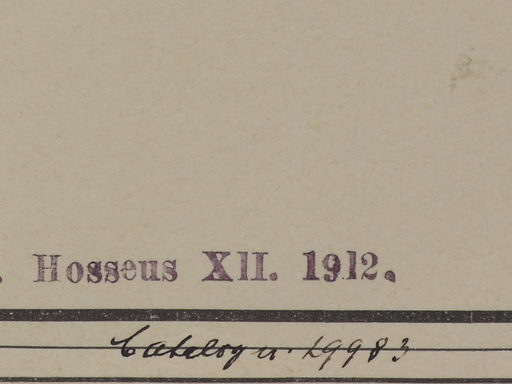 . Hosseus XII. 1912.
Catalog u. 19983